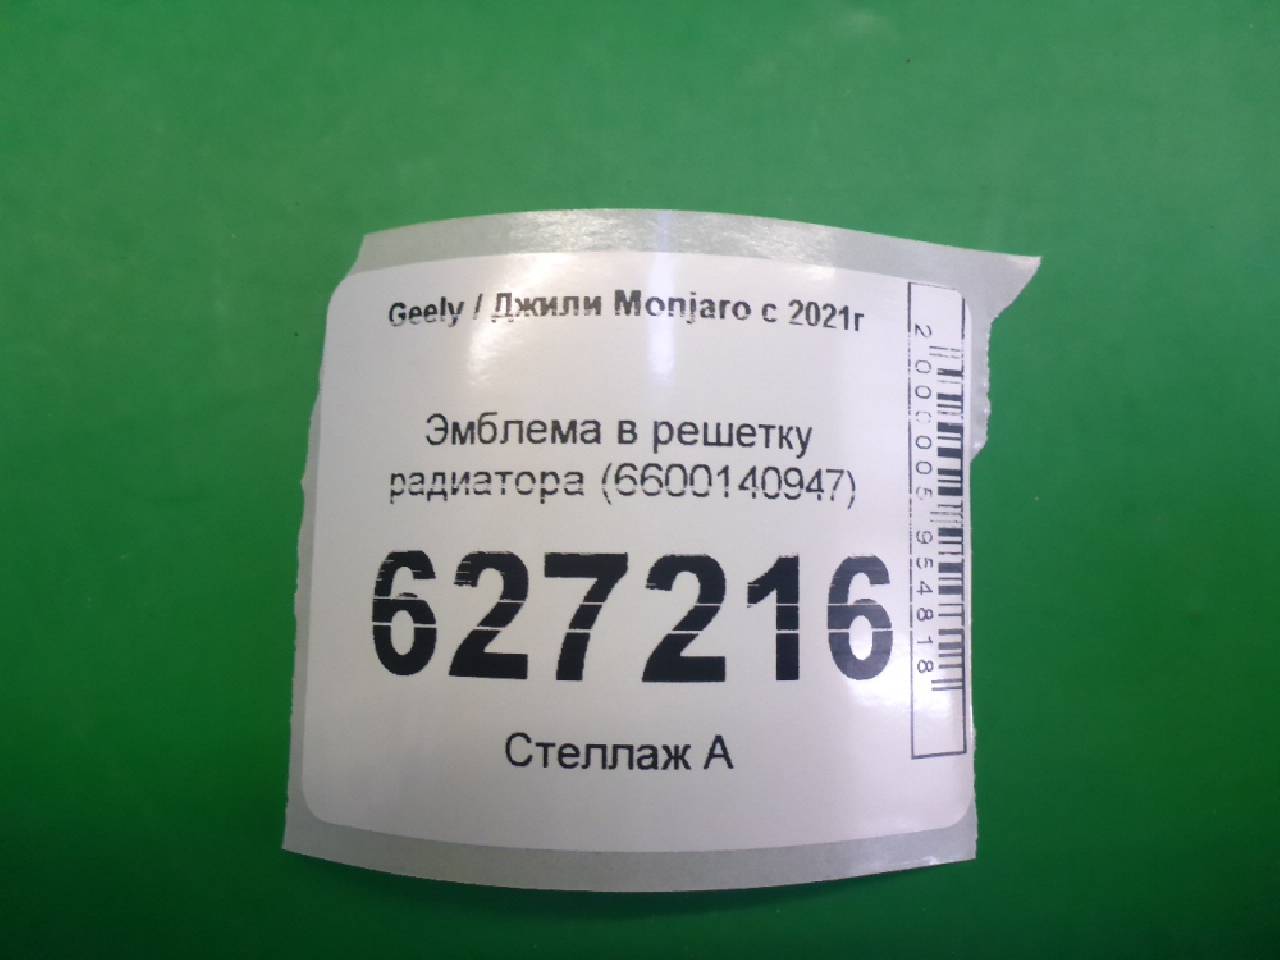 Geely / Джили Monjaro с 2021г
Эмблема в решетку
радиатора (6600140947)
627216
Стеллаж А
2000005954818